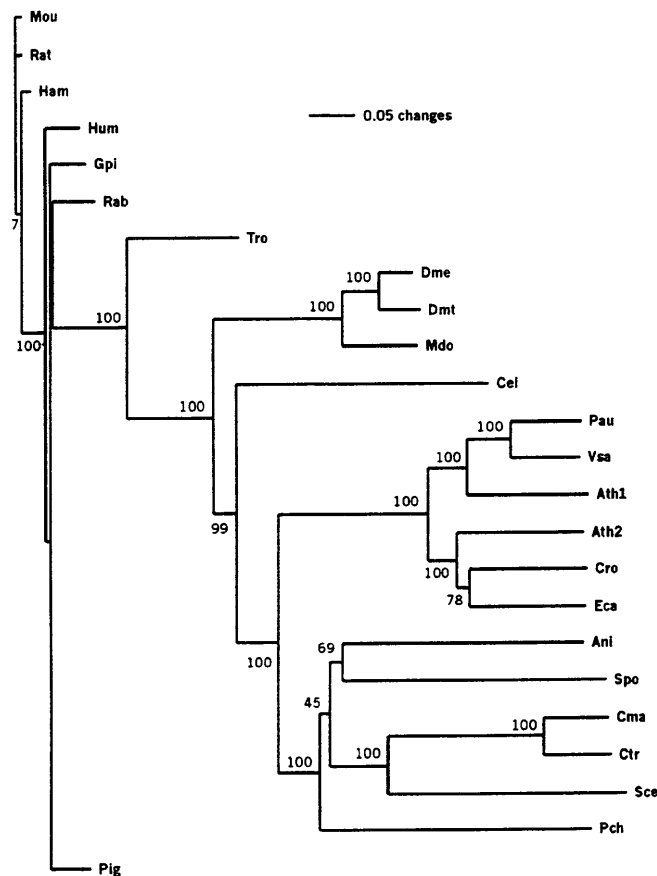 Mou
Rat
Ham
Hum
0.05 changes
Gpi
Rab
7
Tro
100
100
Dme
100
100
Dmt
Mdo
100
Cel
100
Pau
100
Vsa
Ath1
100
99
Ath2
100
Cro
78
Eca
69
Ani
100
Spo
45
Cma
100
100
Ctr
100
Sce
Pch
Pig